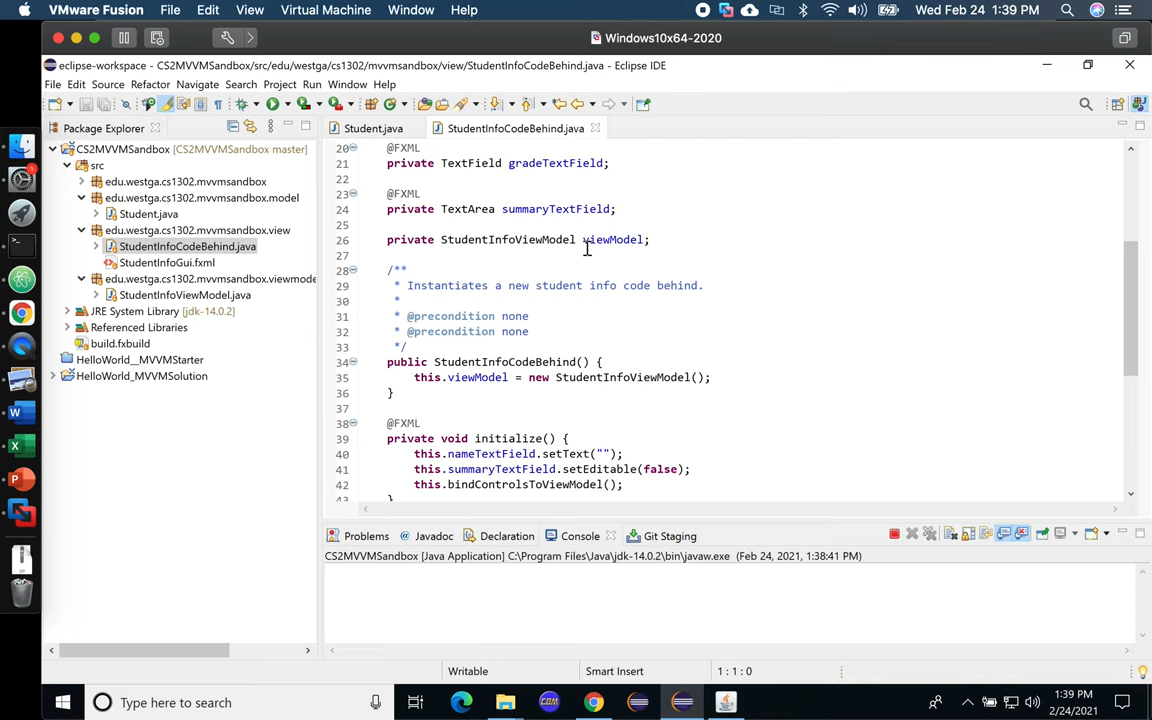 VMware Fusion File Edit View Virtual Machine Window Help Wed Feb 24 1:39 PM
Windows10x64-2020
eclipse-workspace - CS2MVVMSandbox/src/edu/westga/cs1302/mvvmsandbox/view/StudentInfoCodeBehind.java - Eclipse IDE
File Edit Source Refactor Navigate Search Project Run Window Help
Package Explorer
CS2MVVMSandbox [CS2MVVMSandbox master]
src
edu.westga.cs1302.mvvmsandbox
edu.westga.cs1302.mvvmsandbox.model
Student.java
edu.westga.cs1302.mvvmsandbox.view
StudentInfoCodeBehind.java
StudentInfoGui.fxml
edu.westga.cs1302.mvvmsandbox.viewmode
StudentInfoViewModel.java
JRE System Library [jdk-14.0.2]
Referenced Libraries
build.fxbuild
HelloWorld__MVVMStarter
HelloWorld_MVVMSolution
Student.java StudentInfoCodeBehind.java
20 @FXML
21 private TextField gradeTextField;
22
23 @FXML
24 private TextArea summaryTextField;
25
26 private StudentInfoViewModel viewModel;
27
28 /**
29 * Instantiates a new student info code behind.
30 *
31 * @precondition none
32 * @precondition none
33 */
34 public StudentInfoCodeBehind() {
35 this.viewModel = new StudentInfoViewModel();
36 }
37
38 @FXML
39 private void initialize() {
40 this.nameTextField.setText("");
41 this.summaryTextField.setEditable(false);
42 this.bindControlsToViewModel();
43 }
Problems Javadoc Declaration Console Git Staging
CS2MVVMSandbox [Java Application] C:\Program Files\Java\jdk-14.0.2\bin\javaw.exe (Feb 24, 2021, 1:38:41 PM)
Writable Smart Insert 1 : 1 : 0
Type here to search
1:39 PM
2/24/2021